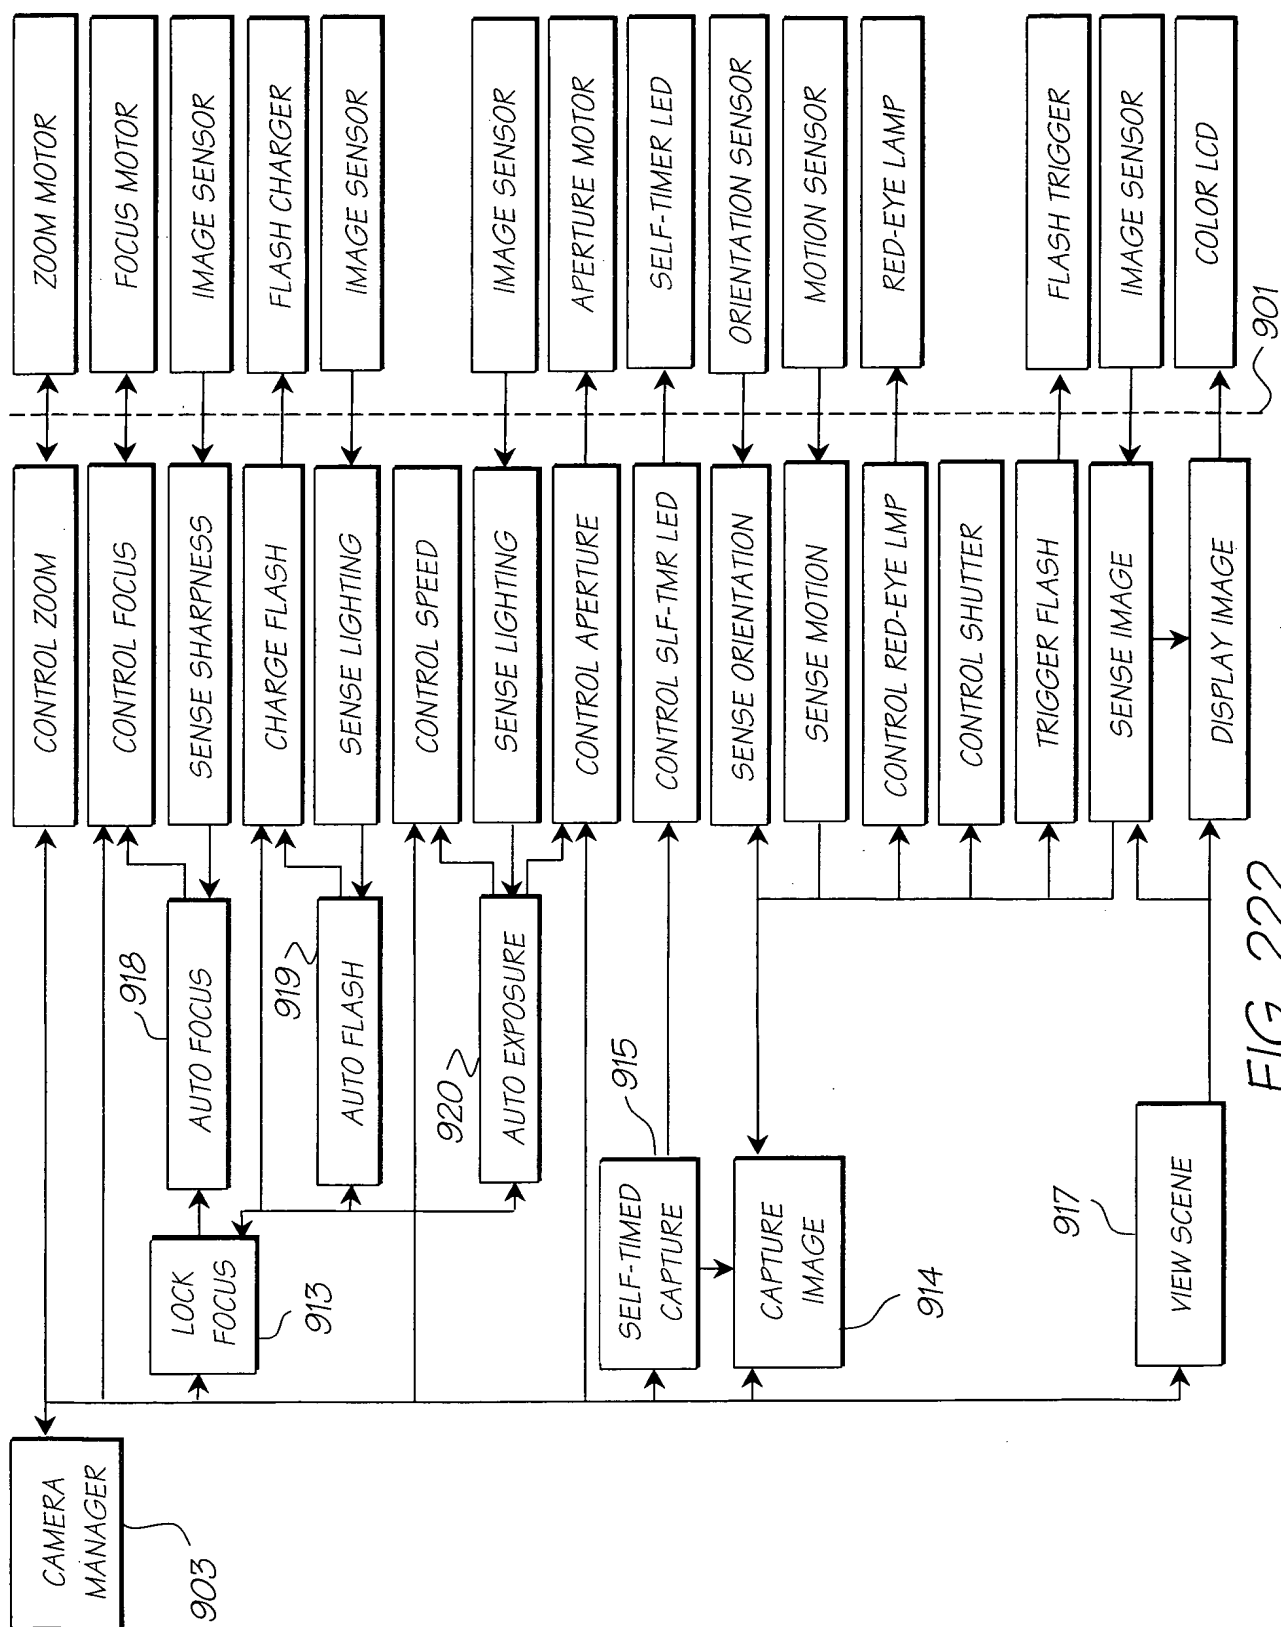 CAMERA
MANAGER
903
LOCK
FOCUS
913
SELF-TIMED
CAPTURE
915
CAPTURE
IMAGE
914
VIEW SCENE
917
AUTO FOCUS
918
AUTO FLASH
919
AUTO EXPOSURE
920
CONTROL ZOOM
CONTROL FOCUS
SENSE SHARPNESS
CHARGE FLASH
SENSE LIGHTING
CONTROL SPEED
SENSE LIGHTING
CONTROL APERTURE
CONTROL SLF-TMR LED
SENSE ORIENTATION
SENSE MOTION
CONTROL RED-EYE LMP
CONTROL SHUTTER
TRIGGER FLASH
SENSE IMAGE
DISPLAY IMAGE
ZOOM MOTOR
FOCUS MOTOR
IMAGE SENSOR
FLASH CHARGER
IMAGE SENSOR
IMAGE SENSOR
APERTURE MOTOR
SELF-TIMER LED
ORIENTATION SENSOR
MOTION SENSOR
RED-EYE LAMP
FLASH TRIGGER
IMAGE SENSOR
COLOR LCD
901
FIG. 222